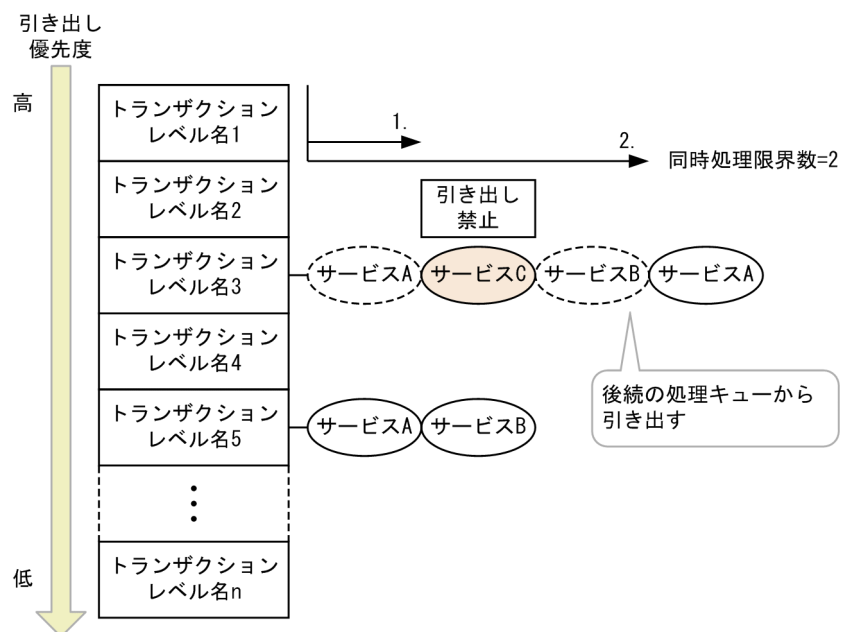 引き出し
優先度
高
トランザクション
レベル名1
1.
2.
同時処理限界数=2
トランザクション
レベル名2
引き出し
禁止
トランザクション
レベル名3
サービスA
サービスC
サービスB
サービスA
トランザクション
レベル名4
後続の処理キューから
引き出す
トランザクション
レベル名5
サービスA
サービスB
低
トランザクション
レベル名n